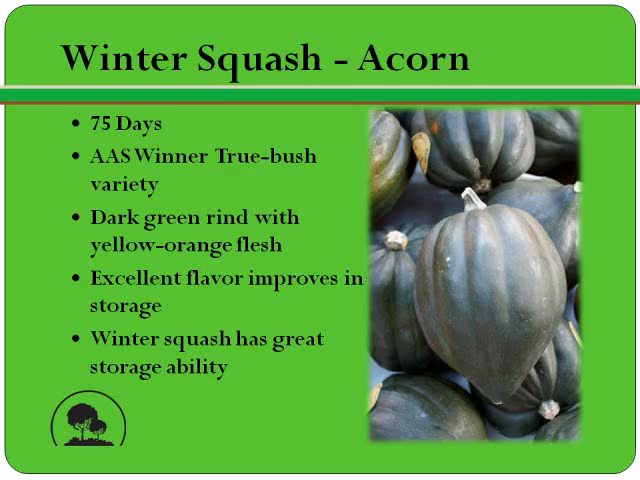 Winter Squash - Acorn
• 75 Days
• AAS Winner True-bush
variety
• Dark green rind with
yellow-orange flesh
• Excellent flavor improves in
storage
• Winter squash has great
storage ability